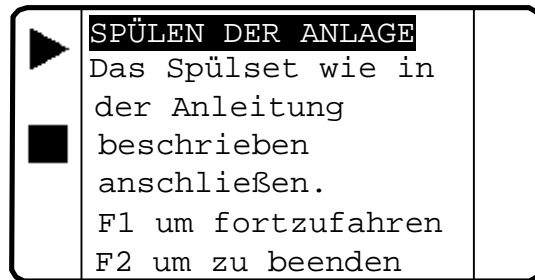 SPÜLEN DER ANLAGE
Das Spülset wie in
der Anleitung
beschrieben
anschließen.
F1 um fortzufahren
F2 um zu beenden